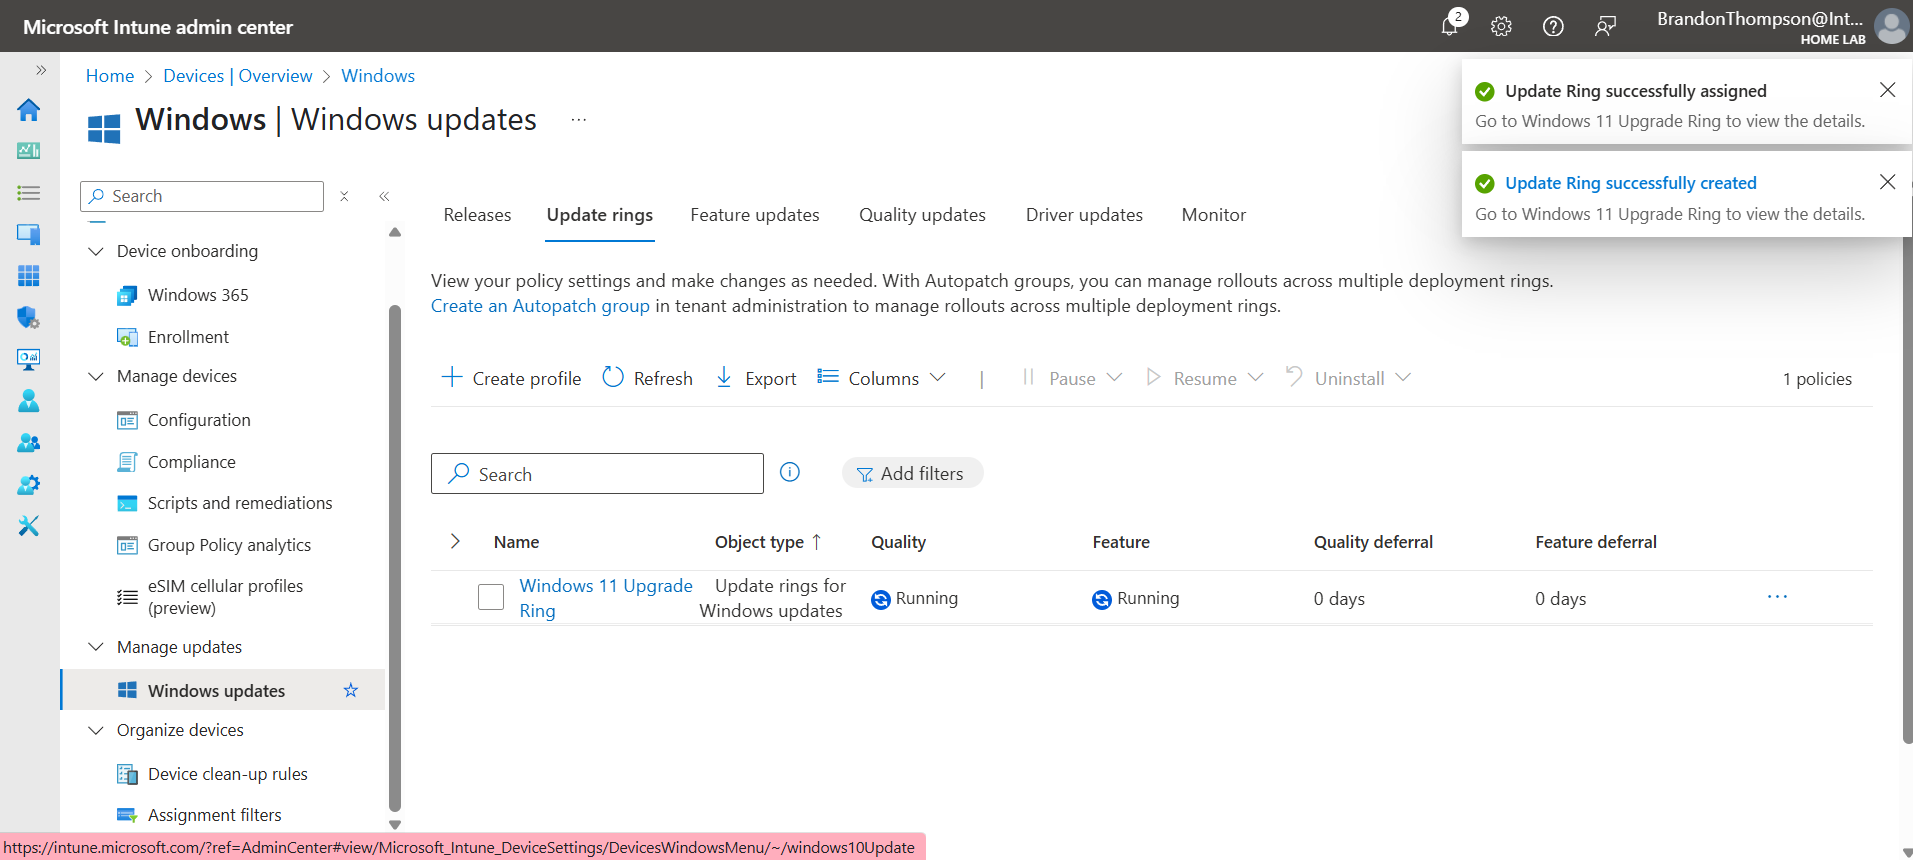 Microsoft Intune admin center
2
BrandonThompson@Int...
HOME LAB
Home > Devices | Overview > Windows
Windows | Windows updates ...
Update Ring successfully assigned
Go to Windows 11 Upgrade Ring to view the details.
Update Ring successfully created
Go to Windows 11 Upgrade Ring to view the details.
Search
Device onboarding
Windows 365
Enrollment
Manage devices
Configuration
Compliance
Scripts and remediations
Group Policy analytics
eSIM cellular profiles
(preview)
Manage updates
Windows updates
Organize devices
Device clean-up rules
Assignment filters
Releases Update rings Feature updates Quality updates Driver updates Monitor
View your policy settings and make changes as needed. With Autopatch groups, you can manage rollouts across multiple deployment rings.
Create an Autopatch group in tenant administration to manage rollouts across multiple deployment rings.
Create profile Refresh Export Columns | Pause Resume Uninstall 1 policies
Search Add filters
Name Object type ↑ Quality Feature Quality deferral Feature deferral
Windows 11 Upgrade
Ring
Update rings for
Windows updates
Running Running 0 days 0 days ...
https://intune.microsoft.com/?ref=AdminCenter#view/Microsoft_Intune_DeviceSettings/DevicesWindowsMenu/~/windows10Update